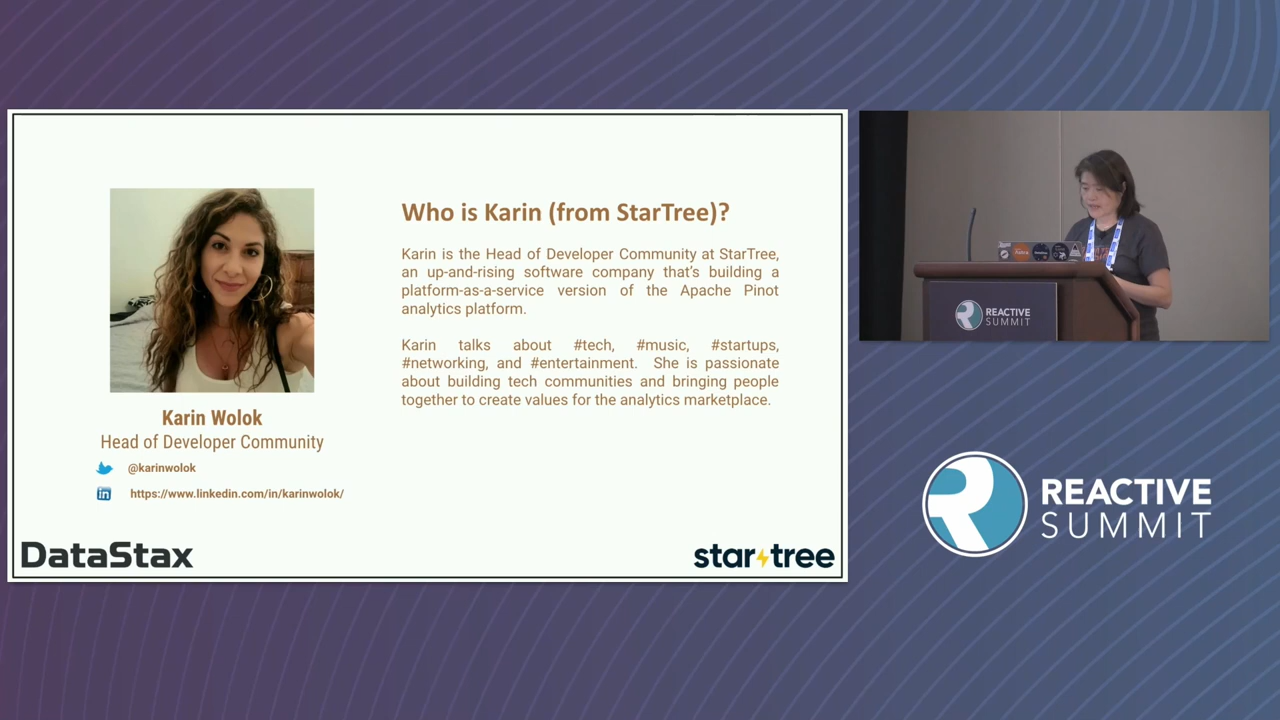 Who is Karin (from StarTree)?
Karin is the Head of Developer Community at StarTree,
an up-and-rising software company that's building a
platform-as-a-service version of the Apache Pinot
analytics platform.
Karin talks about #tech, #music, #startups,
#networking, and #entertainment. She is passionate
about building tech communities and bringing people
together to create values for the analytics marketplace.
Karin Wolok
Head of Developer Community
@karinwolok
in
https://www.linkedin.com/in/karinwolok/
DataStax
star tree
REACTIVE
SUMMIT
REACTIVE
SUMMIT